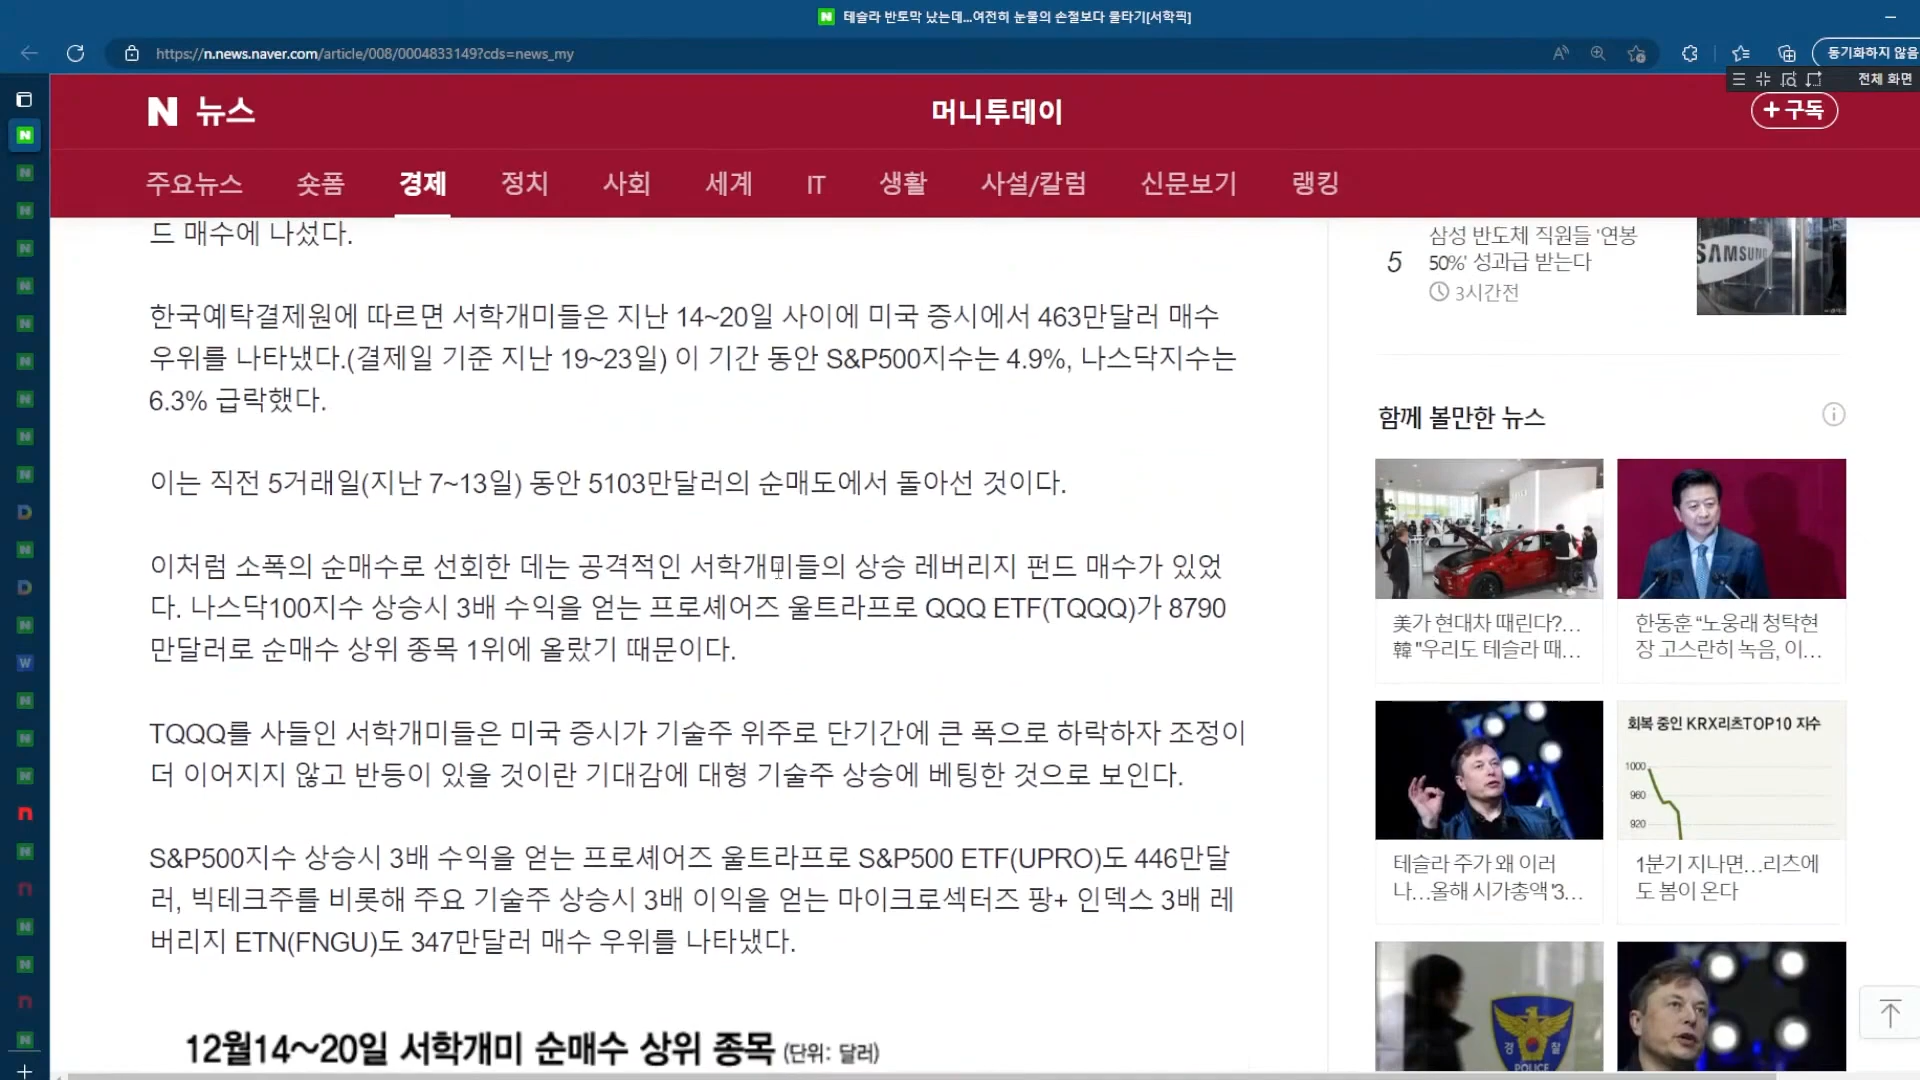 테슬라 반토막 났는데...여전히 눈물의 손절보다 물타기[서학픽]
https://n.news.naver.com/article/008/0004833149?cds=news_my
동기화하지 않음
전체 화면
N 뉴스
머니투데이
+ 구독
주요뉴스 숏폼 경제 정치 사회 세계 IT 생활 사설/칼럼 신문보기 랭킹
드 매수에 나섰다.
한국예탁결제원에 따르면 서학개미들은 지난 14~20일 사이에 미국 증시에서 463만달러 매수
우위를 나타냈다.(결제일 기준 지난 19~23일) 이 기간 동안 S&P500지수는 4.9%, 나스닥지수는
6.3% 급락했다.
이는 직전 5거래일(지난 7~13일) 동안 5103만달러의 순매도에서 돌아선 것이다.
이처럼 소폭의 순매수로 선회한 데는 공격적인 서학개미들의 상승 레버리지 펀드 매수가 있었
다. 나스닥100지수 상승시 3배 수익을 얻는 프로셰어즈 울트라프로 QQQ ETF(TQQQ)가 8790
만달러로 순매수 상위 종목 1위에 올랐기 때문이다.
TQQQ를 사들인 서학개미들은 미국 증시가 기술주 위주로 단기간에 큰 폭으로 하락하자 조정이
더 이어지지 않고 반등이 있을 것이란 기대감에 대형 기술주 상승에 베팅한 것으로 보인다.
S&P500지수 상승시 3배 수익을 얻는 프로셰어즈 울트라프로 S&P500 ETF(UPRO)도 446만달
러, 빅테크주를 비롯해 주요 기술주 상승시 3배 이익을 얻는 마이크로섹터즈 팡+ 인덱스 3배 레
버리지 ETN(FNGU)도 347만달러 매수 우위를 나타냈다.
12월14~20일 서학개미 순매수 상위 종목 (단위: 달러)
5
삼성 반도체 직원들 '연봉
50%' 성과급 받는다
3시간전
SAMSUNG
함께 볼만한 뉴스
美가 현대차 때린다?…
韓 "우리도 테슬라 때…
한동훈 “노웅래 청탁현
장 고스란히 녹음, 이…
회복 중인 KRX리츠TOP10 지수
1000
960
920
테슬라 주가 왜 이러
나…올해 시가총액 '3…
1분기 지나면…리츠에
도 봄이 온다
경 찰
POLICE